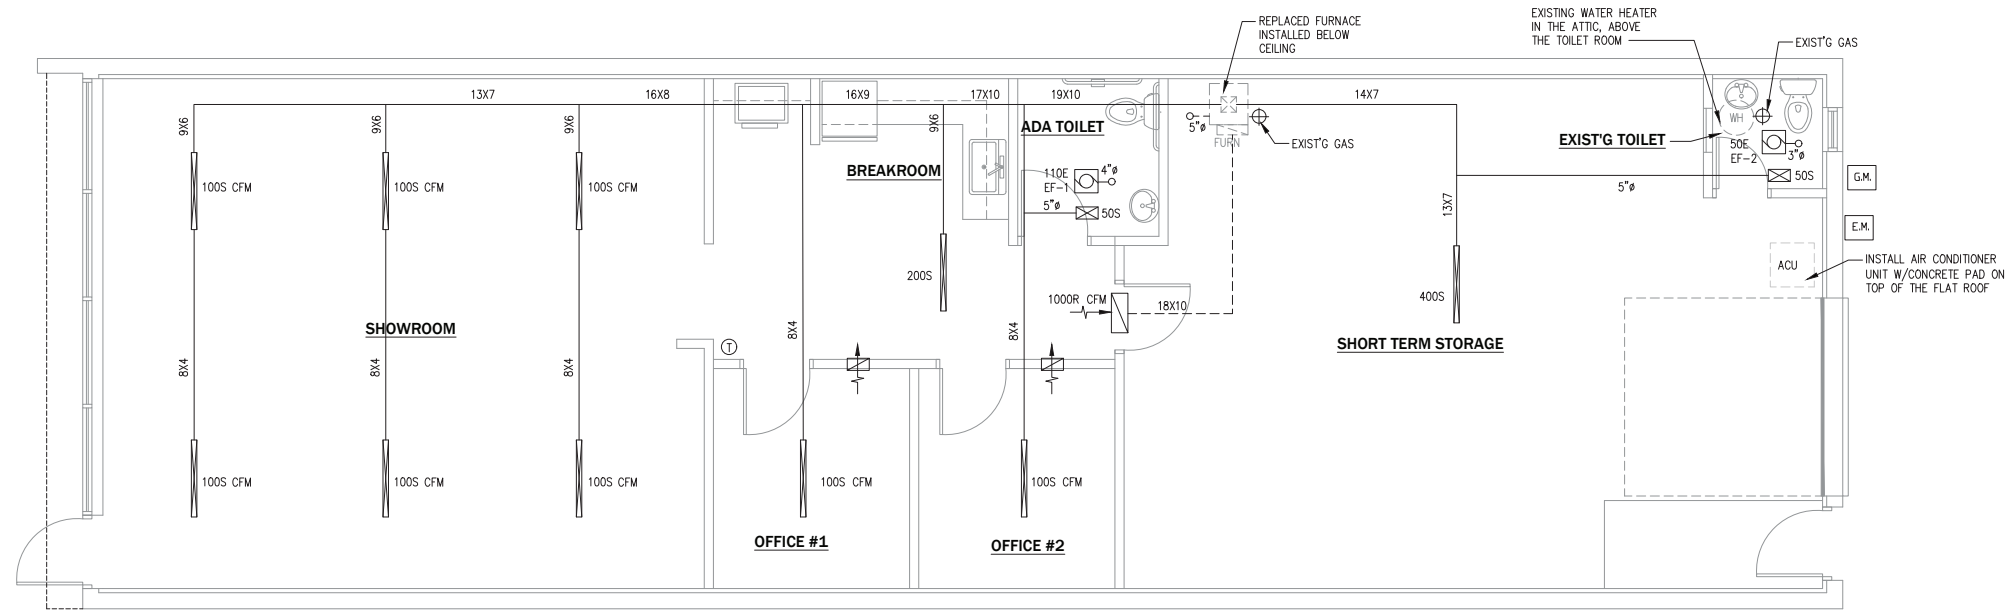 REPLACED FURNACE
INSTALLED BELOW
CEILING
EXISTING WATER HEATER
IN THE ATTIC, ABOVE
THE TOILET ROOM
EXIST'G GAS
13X7
16X8
16X9
17X10
19X10
14X7
9X6
9X6
9X6
9X6
ADA TOILET
5"ø
FURN
EXIST'G GAS
EXIST'G TOILET
WH
50E
EF-2
3"ø
BREAKROOM
110E
EF-1
4"ø
5"ø
50S
5"ø
50S
G.M.
E.M.
100S CFM
100S CFM
100S CFM
13X7
200S
400S
1000R CFM
18X10
ACU
INSTALL AIR CONDITIONER
UNIT W/CONCRETE PAD ON
TOP OF THE FLAT ROOF
SHOWROOM
T
SHORT TERM STORAGE
8X4
8X4
8X4
8X4
8X4
100S CFM
100S CFM
100S CFM
100S CFM
100S CFM
OFFICE #1
OFFICE #2